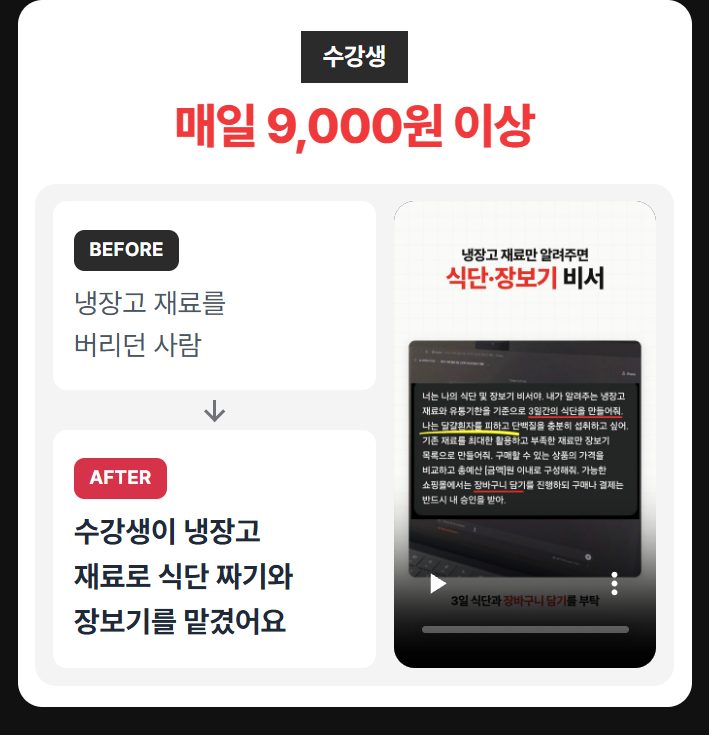 수강생
매일 9,000원 이상
BEFORE
냉장고 재료를
버리던 사람
AFTER
수강생이 냉장고
재료로 식단 짜기와
장보기를 맡겼어요
냉장고 재료만 알려주면
식단·장보기 비서
너는 나의 식단 및 장보기 비서야. 내가 알려주는 냉장고
재료와 유통기한을 기준으로 3일간의 식단을 만들어줘.
나는 달걀흰자를 피하고 단백질을 충분히 섭취하고 싶어.
기존 재료를 최대한 활용하고 부족한 재료만 장보기
목록으로 만들어줘. 구매할 수 있는 상품의 가격을
비교하고 총예산 [금액]원 이내로 구성해줘. 가능한
쇼핑몰에서는 장바구니 담기를 진행하되 구매나 결제는
반드시 내 승인을 받아.
3일 식단과 장바구니 담기를 부탁